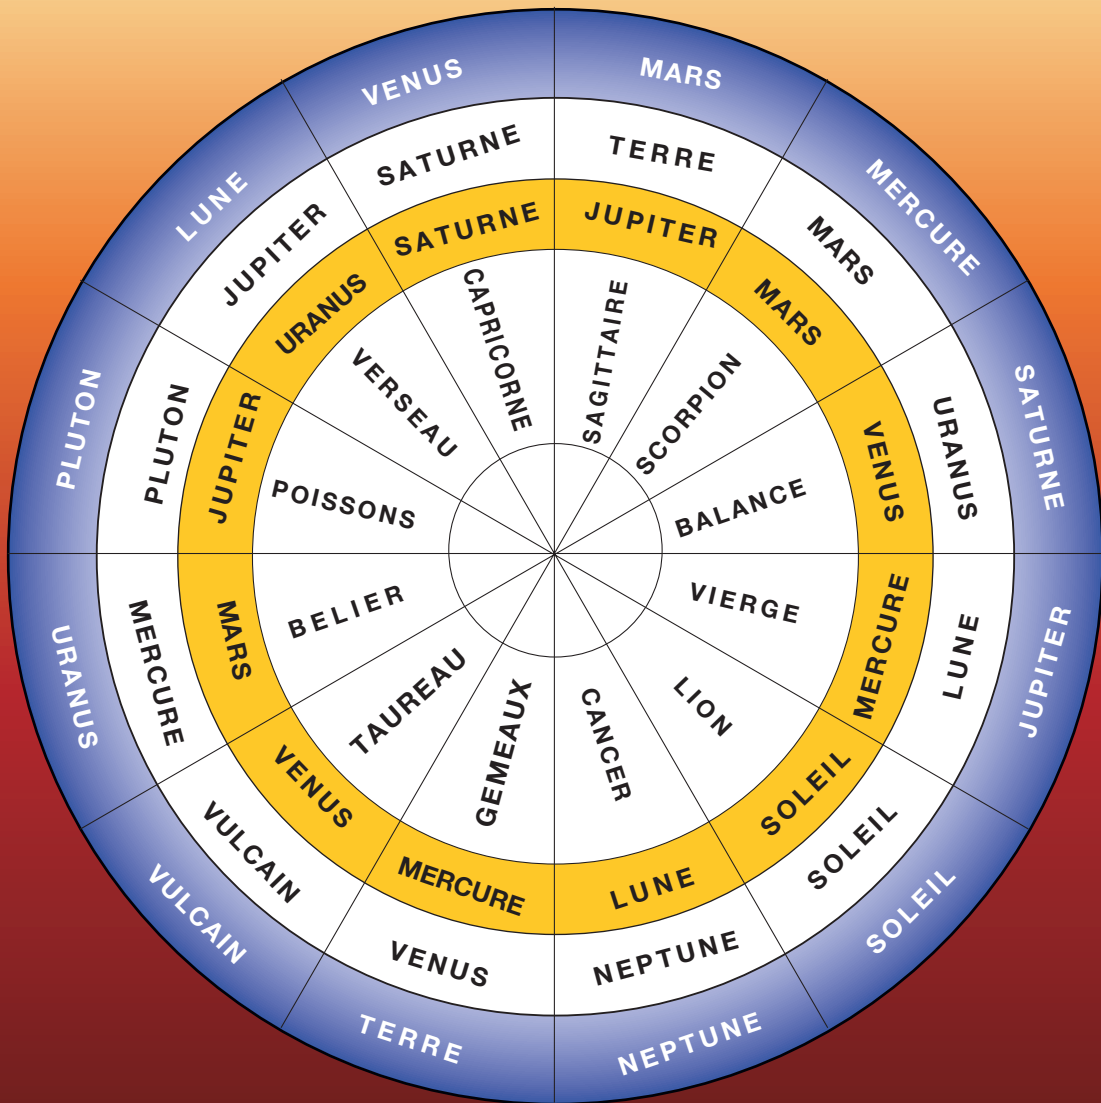 VENUS
MARS
MERCURE
SATURNE
JUPITER
SOLEIL
NEPTUNE
TERRE
VULCAIN
URANUS
PLUTON
LUNE
SATURNE
TERRE
MARS
URANUS
LUNE
SOLEIL
NEPTUNE
VENUS
VULCAIN
MERCURE
PLUTON
JUPITER
SATURNE
JUPITER
MARS
VENUS
MERCURE
SOLEIL
LUNE
MERCURE
VENUS
MARS
JUPITER
URANUS
CAPRICORNE
SAGITTAIRE
SCORPION
BALANCE
VIERGE
LION
CANCER
GEMEAUX
TAUREAU
BELIER
POISSONS
VERSEAU